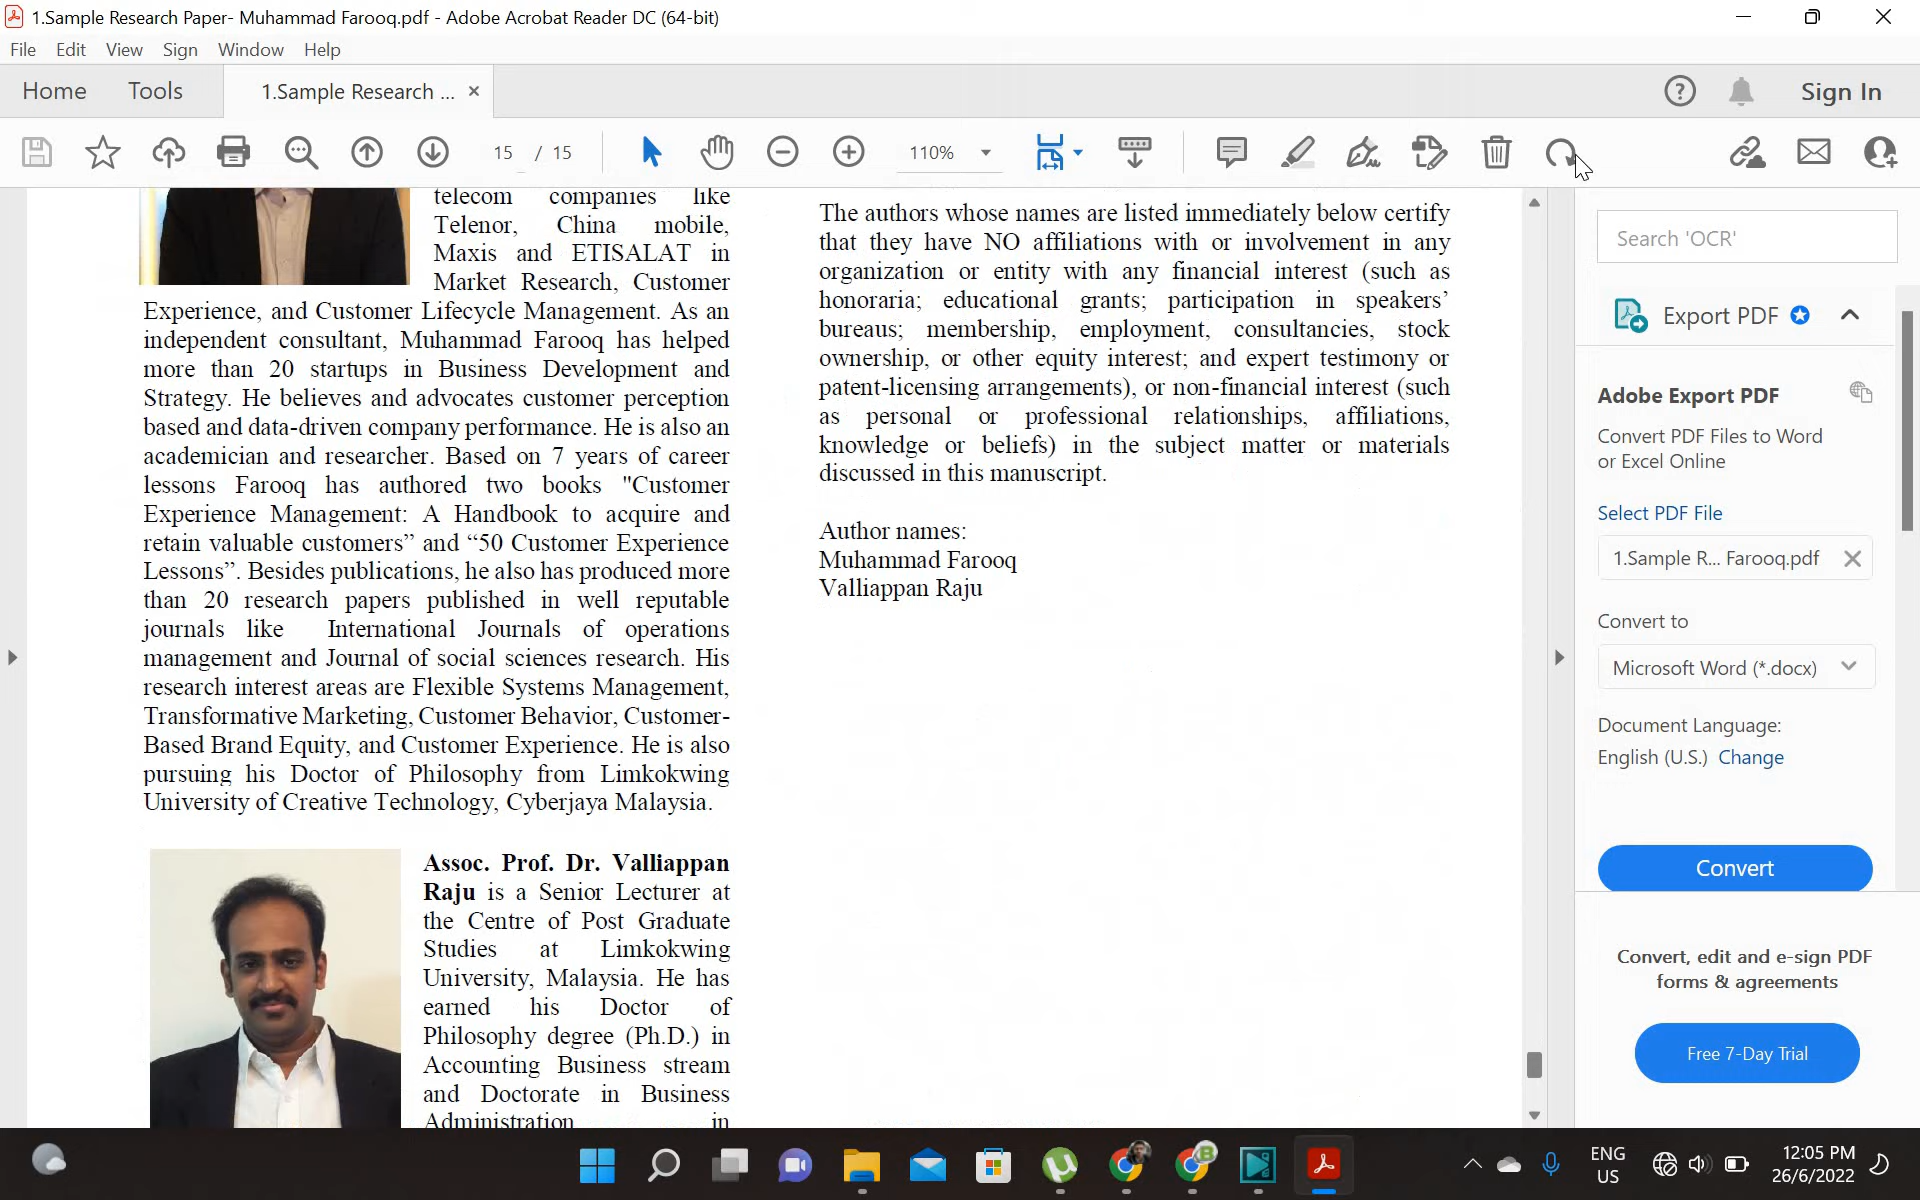 1.Sample Research Paper- Muhammad Farooq.pdf - Adobe Acrobat Reader DC (64-bit)
File Edit View Sign Window Help
Home Tools 1.Sample Research ... × Sign In
15 / 15 110%
telecom companies like
Telenor, China mobile,
Maxis and ETISALAT in
Market Research, Customer
Experience, and Customer Lifecycle Management. As an
independent consultant, Muhammad Farooq has helped
more than 20 startups in Business Development and
Strategy. He believes and advocates customer perception
based and data-driven company performance. He is also an
academician and researcher. Based on 7 years of career
lessons Farooq has authored two books "Customer
Experience Management: A Handbook to acquire and
retain valuable customers” and “50 Customer Experience
Lessons”. Besides publications, he also has produced more
than 20 research papers published in well reputable
journals like International Journals of operations
management and Journal of social sciences research. His
research interest areas are Flexible Systems Management,
Transformative Marketing, Customer Behavior, Customer-
Based Brand Equity, and Customer Experience. He is also
pursuing his Doctor of Philosophy from Limkokwing
University of Creative Technology, Cyberjaya Malaysia.
Assoc. Prof. Dr. Valliappan
Raju is a Senior Lecturer at
the Centre of Post Graduate
Studies at Limkokwing
University, Malaysia. He has
earned his Doctor of
Philosophy degree (Ph.D.) in
Accounting Business stream
and Doctorate in Business
Administration in
The authors whose names are listed immediately below certify
that they have NO affiliations with or involvement in any
organization or entity with any financial interest (such as
honoraria; educational grants; participation in speakers’
bureaus; membership, employment, consultancies, stock
ownership, or other equity interest; and expert testimony or
patent-licensing arrangements), or non-financial interest (such
as personal or professional relationships, affiliations,
knowledge or beliefs) in the subject matter or materials
discussed in this manuscript.
Author names:
Muhammad Farooq
Valliappan Raju
Search 'OCR'
Export PDF
Adobe Export PDF
Convert PDF Files to Word
or Excel Online
Select PDF File
1.Sample R... Farooq.pdf
Convert to
Microsoft Word (*.docx)
Document Language:
English (U.S.) Change
Convert
Convert, edit and e-sign PDF
forms & agreements
Free 7-Day Trial
ENG
US
12:05 PM
26/6/2022